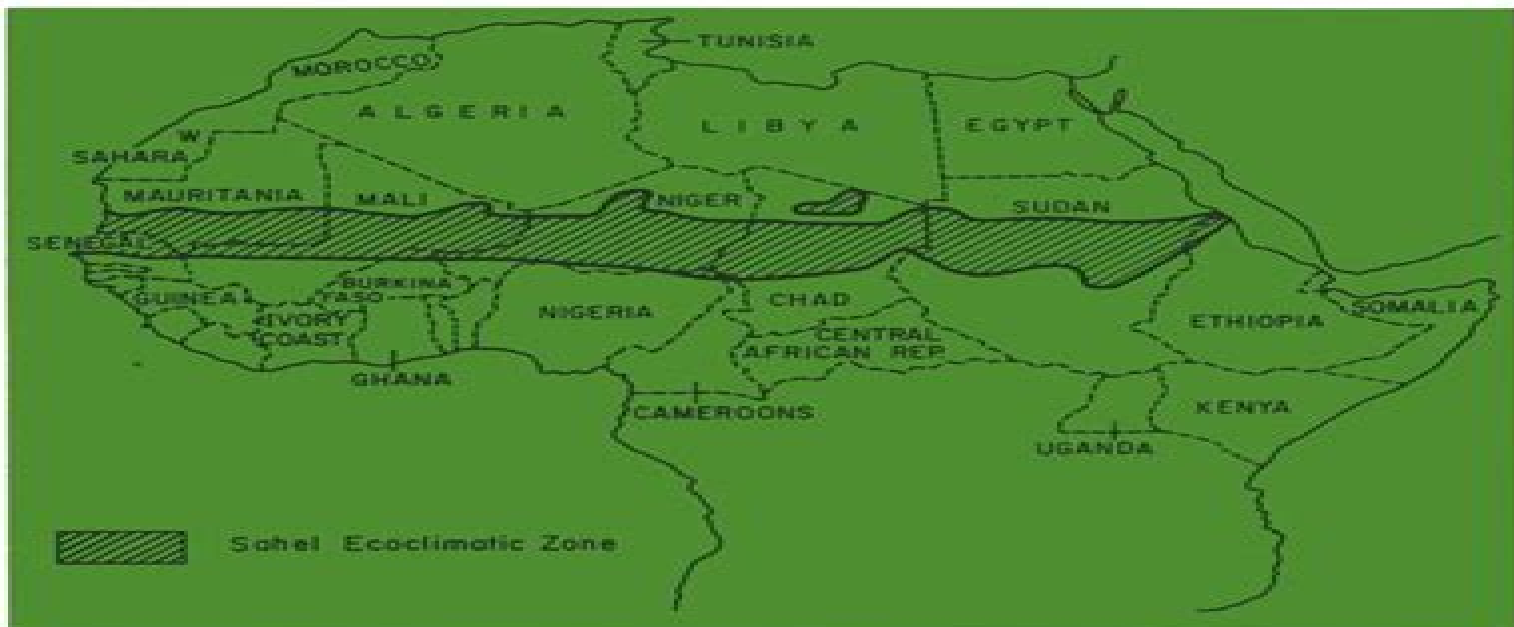 TUNISIA
MOROCCO
ALGERIA
LIBYA
EGYPT
W
SAHARA
MAURITANIA
MALI
NIGER
SUDAN
SENEGAL
BURKINA
FASO
GUINEA
IVORY
COAST
NIGERIA
CHAD
CENTRAL
AFRICAN REP.
ETHIOPIA
SOMALIA
GHANA
CAMEROONS
KENYA
UGANDA
Sahel Ecoclimatic Zone